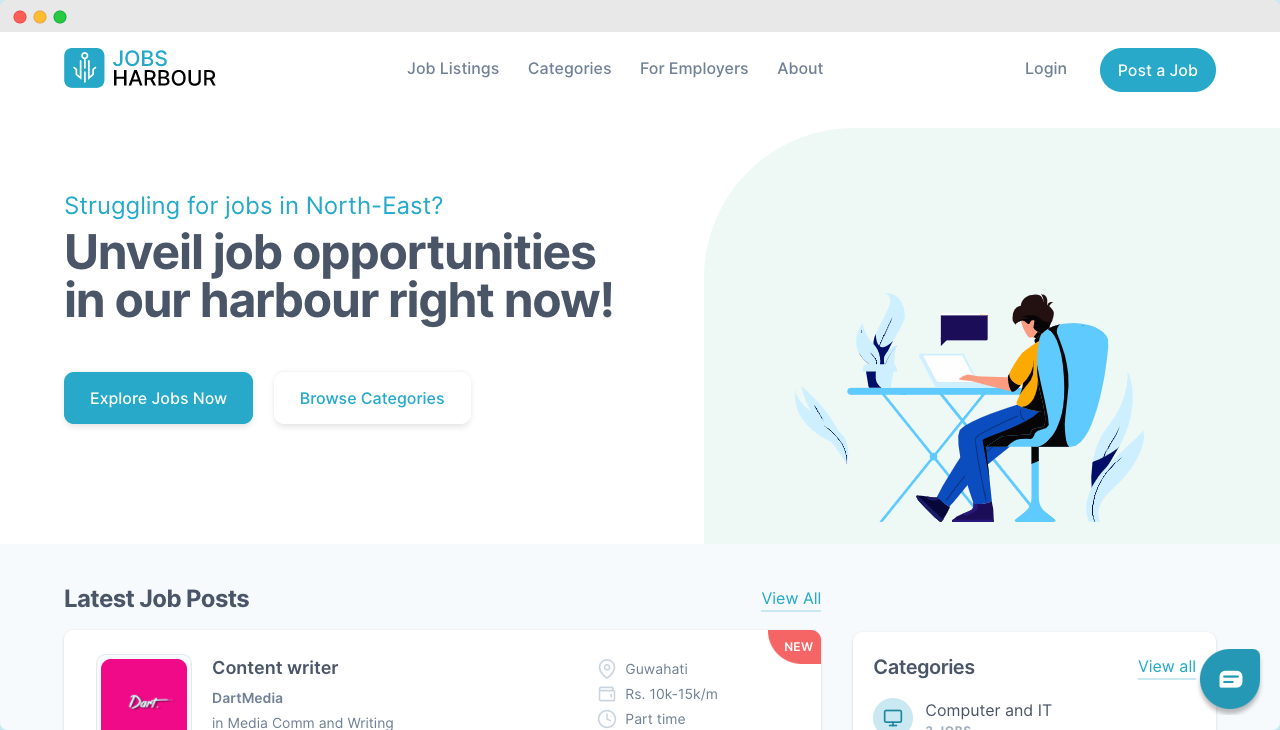 JOBS
HARBOUR
Job Listings
Categories
For Employers
About
Login
Post a Job
Struggling for jobs in North-East?
Unveil job opportunities
in our harbour right now!
Explore Jobs Now
Browse Categories
Latest Job Posts
View All
NEW
Dart.
Content writer
DartMedia
in Media Comm and Writing
Guwahati
Rs. 10k-15k/m
Part time
Categories
View all
Computer and IT
3 JOBS